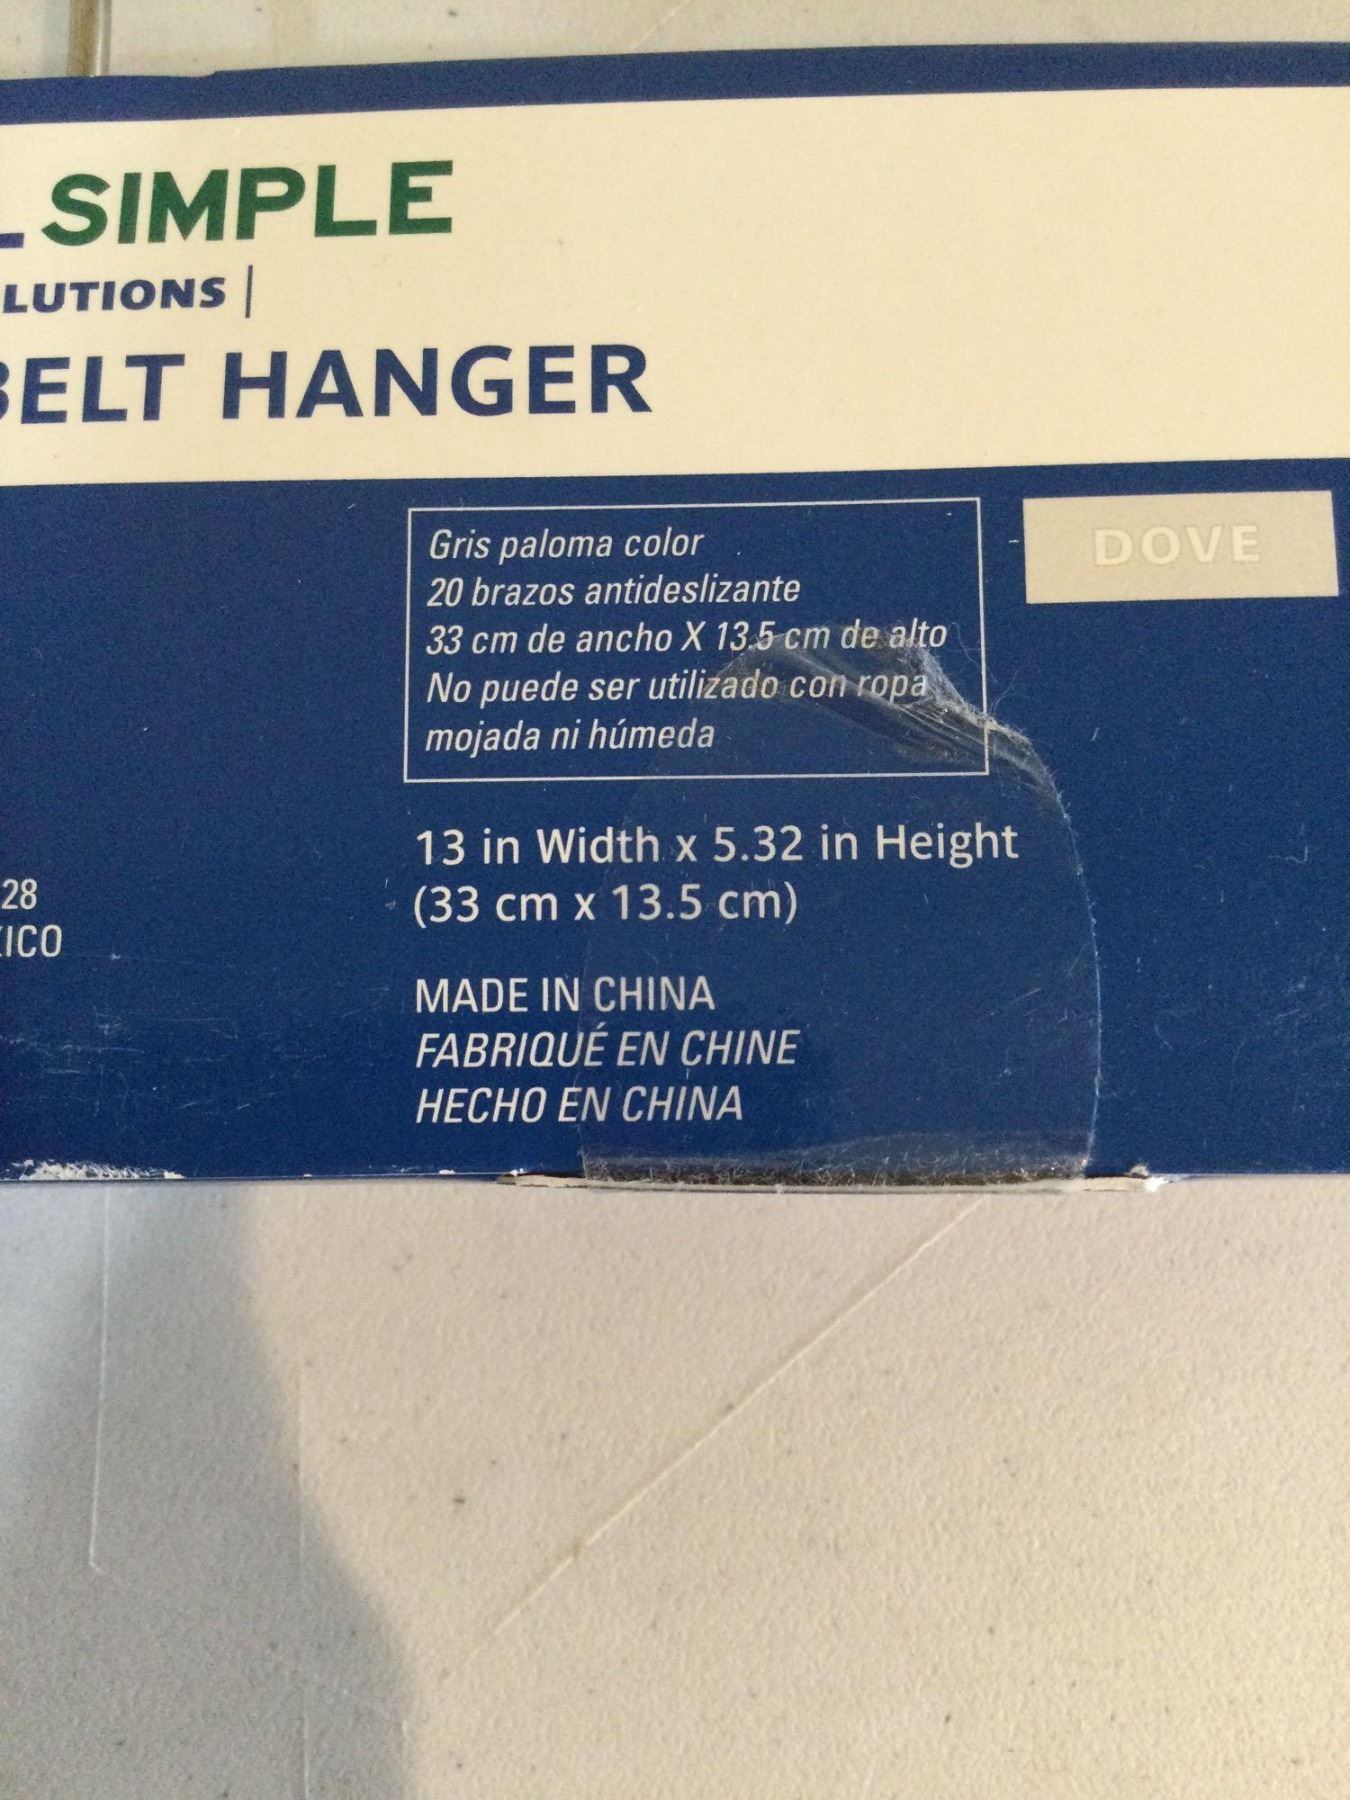 SIMPLE
LUTIONS |
BELT HANGER
Gris paloma color
20 brazos antideslizante
33 cm de ancho X 13.5 cm de alto
No puede ser utilizado con ropa
mojada ni húmeda
DOVE
13 in Width x 5.32 in Height
(33 cm x 13.5 cm)
28
ICO
MADE IN CHINA
FABRIQUÉ EN CHINE
HECHO EN CHINA